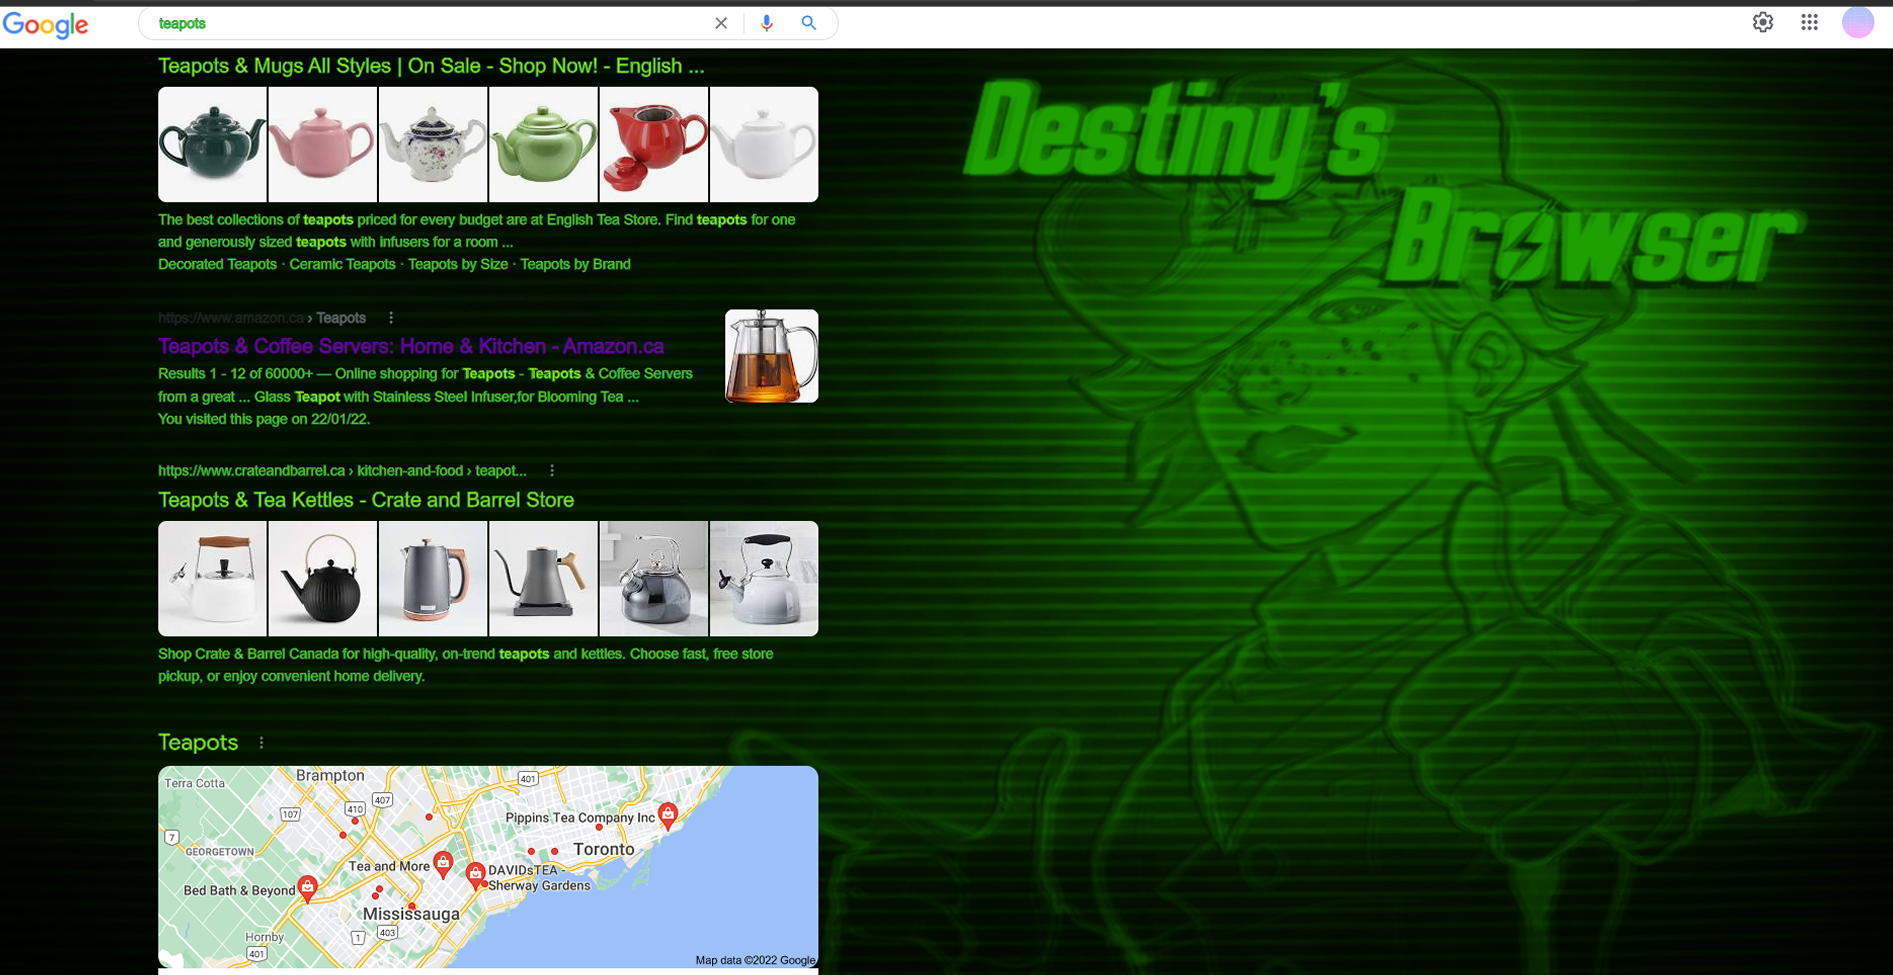 Google
teapots
Teapots & Mugs All Styles | On Sale - Shop Now! - English ...
The best collections of teapots priced for every budget are at English Tea Store. Find teapots for one
and generously sized teapots with infusers for a room ...
Decorated Teapots · Ceramic Teapots · Teapots by Size · Teapots by Brand
https://www.amazon.ca › Teapots
Teapots & Coffee Servers: Home & Kitchen - Amazon.ca
Results 1 - 12 of 60000+ — Online shopping for Teapots - Teapots & Coffee Servers
from a great ... Glass Teapot with Stainless Steel Infuser,for Blooming Tea ...
You visited this page on 22/01/22.
https://www.crateandbarrel.ca › kitchen-and-food › teapot...
Teapots & Tea Kettles - Crate and Barrel Store
Shop Crate & Barrel Canada for high-quality, on-trend teapots and kettles. Choose fast, free store
pickup, or enjoy convenient home delivery.
Teapots
Terra Cotta
Brampton
401
407
410
107
Pippins Tea Company Inc
7
GEORGETOWN
Toronto
Tea and More
DAVIDsTEA -
Sherway Gardens
Bed Bath & Beyond
Mississauga
403
1
Hornby
401
Map data ©2022 Google
Destiny's
Browser